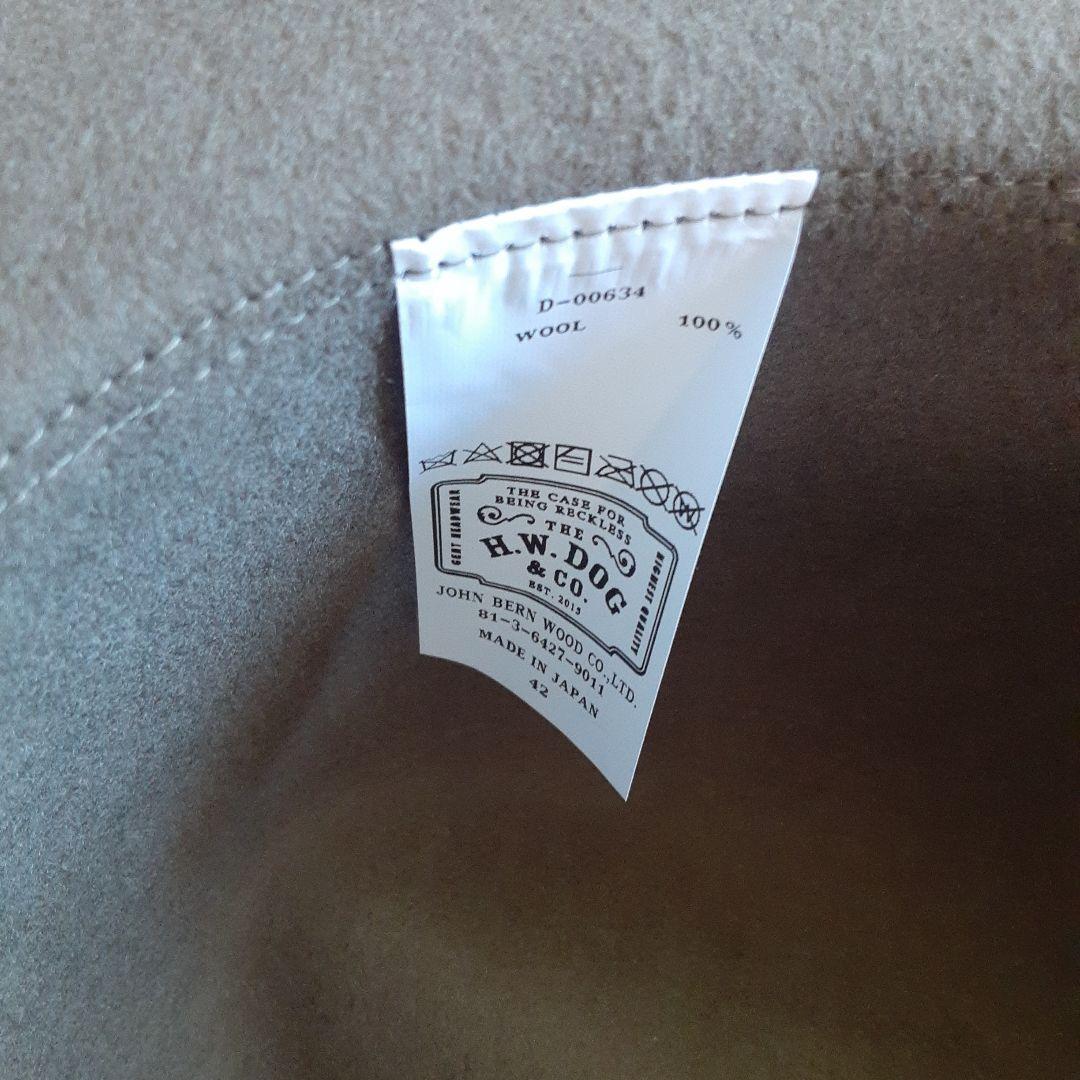 D-00634
WOOL 100%
THE CASE FOR
BEING RECKLESS
THE
H.W.DOG
& CO.
EST. 2015
GENT HEADWEAR
HIGHEST QUALITY
JOHN BERN WOOD CO.,LTD.
81-3-6427-9011
MADE IN JAPAN
42